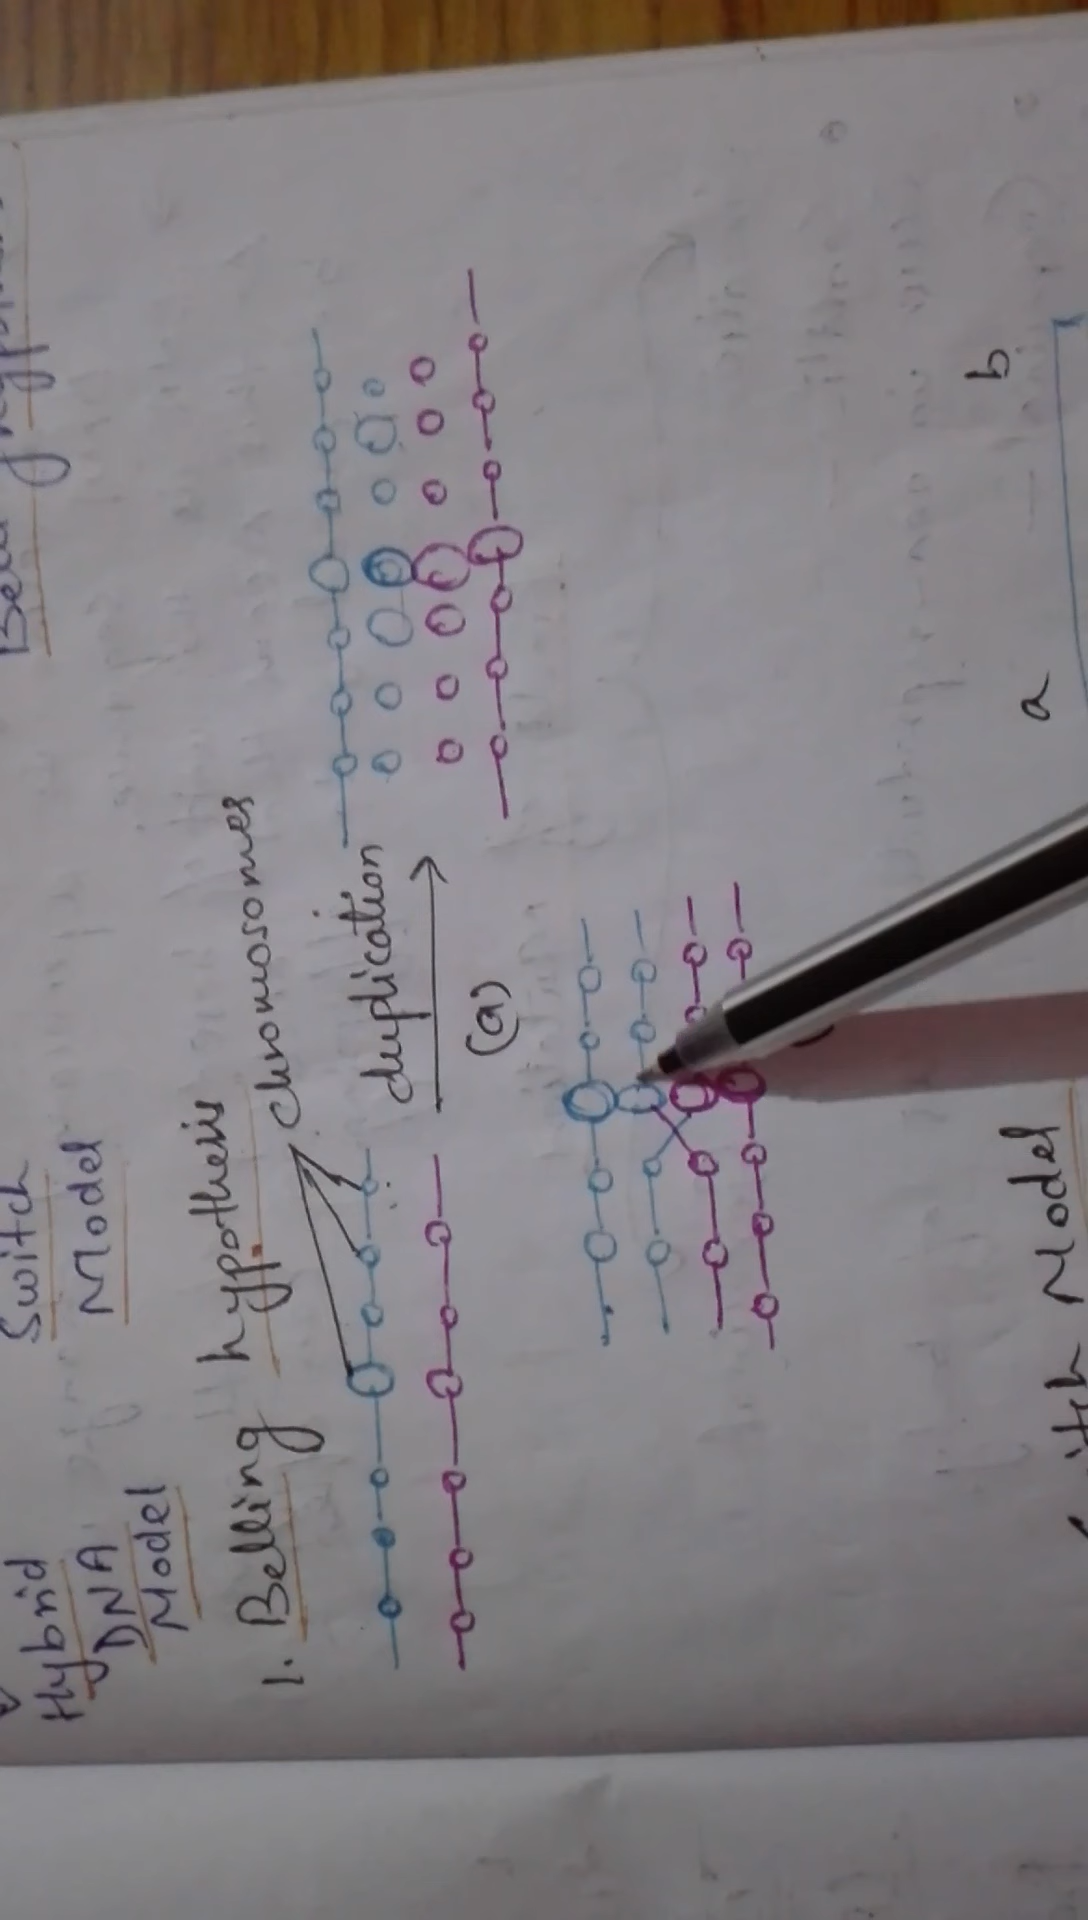 Hybrid
DNA
Model
Switch
Model
1. Belling hypothesis
chromosomes
duplication
(a)
a
b
Model